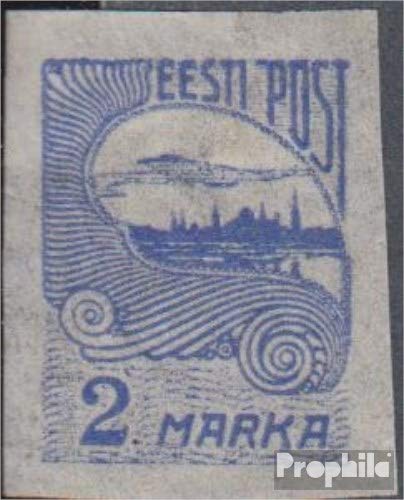 EESTI POST
2 MARKA
Prophila